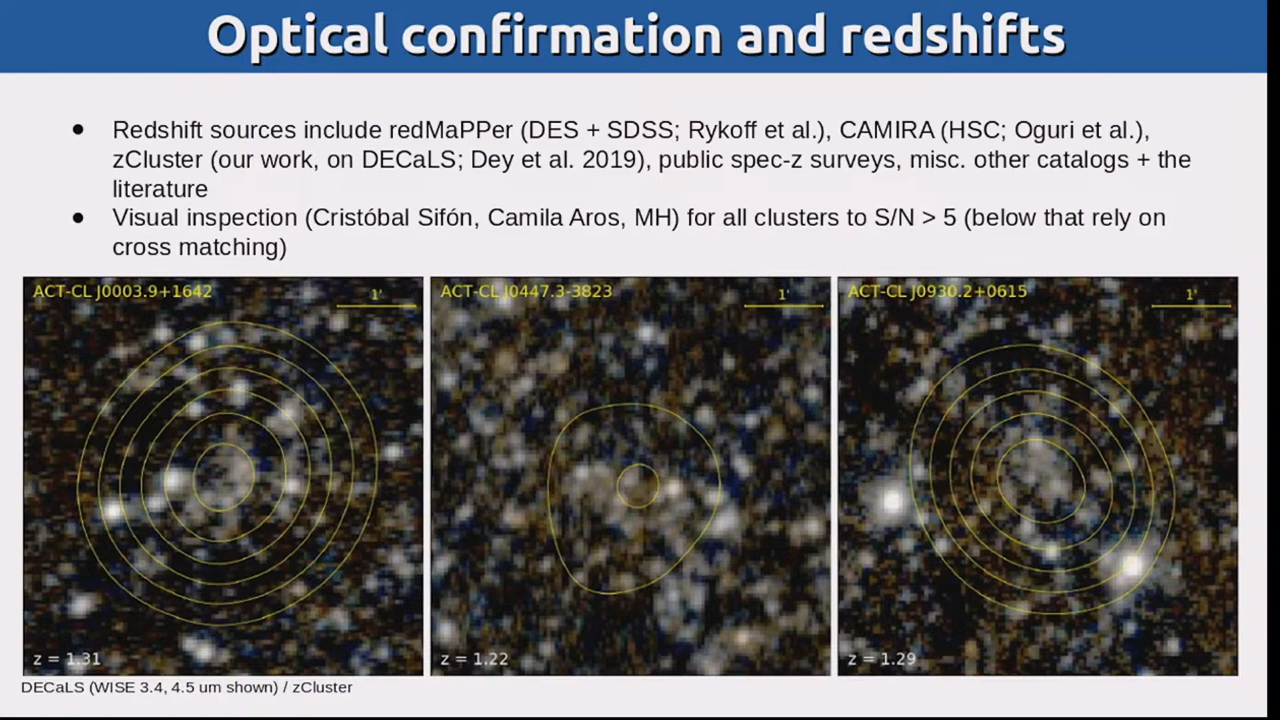 Optical confirmation and redshifts
● Redshift sources include redMaPPer (DES + SDSS; Rykoff et al.), CAMIRA (HSC; Oguri et al.),
zCluster (our work, on DECaLS; Dey et al. 2019), public spec-z surveys, misc. other catalogs + the
literature
● Visual inspection (Cristóbal Sifón, Camila Aros, MH) for all clusters to S/N > 5 (below that rely on
cross matching)
ACT-CL J0003.9+1642
1'
z = 1.31
ACT-CL J0447.3-3823
1'
z = 1.22
ACT-CL J0930.2+0615
1'
z = 1.29
DECaLS (WISE 3.4, 4.5 um shown) / zCluster